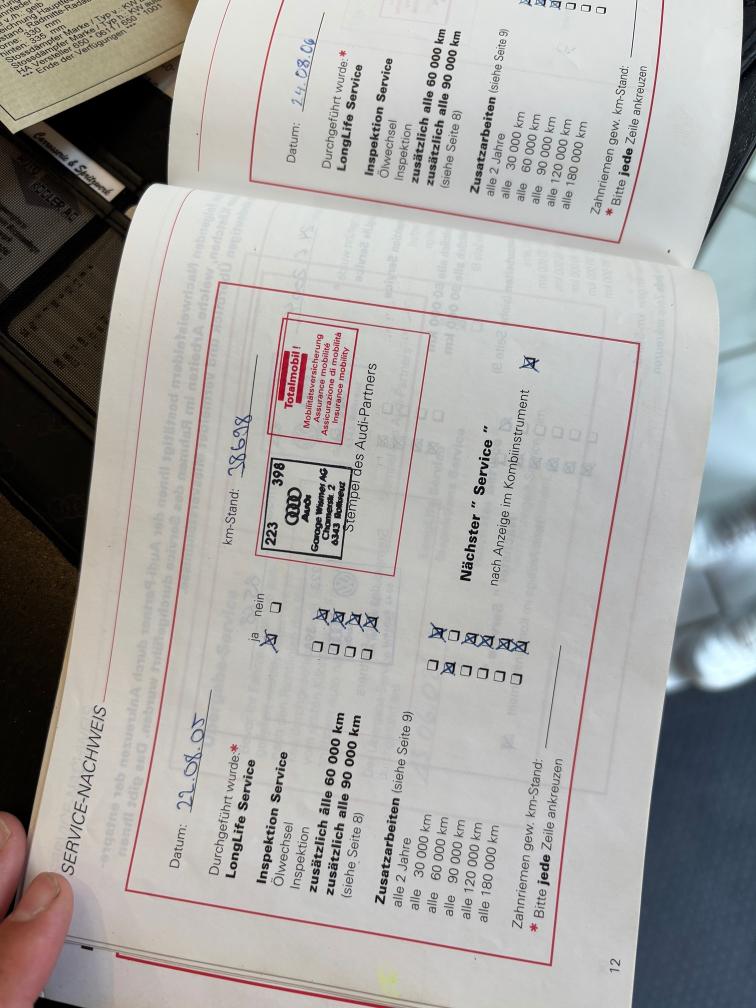 SERVICE-NACHWEIS
Datum: 22.08.05
km-Stand: 38698
Durchgeführt wurde:*
ja nein
LongLife Service
Inspektion Service
Ölwechsel
Inspektion
zusätzlich alle 60 000 km
zusätzlich alle 90 000 km
(siehe Seite 8)
223 398
Audi
Garage Wismer AG
Chamerstr. 2
6343 Rotkreuz
Totalmobil!
Mobilitätsversicherung
Assurance mobilité
Assicurazione di mobilità
Insurance mobility
Stempel des Audi-Partners
Zusatzarbeiten (siehe Seite 9)
alle 2 Jahre
alle 30 000 km
alle 60 000 km
alle 90 000 km
alle 120 000 km
alle 180 000 km
Nächster " Service "
nach Anzeige im Kombiinstrument
Zahnriemen gew. km-Stand:
* Bitte jede Zeile ankreuzen
12
Datum: 24.08.06
Durchgeführt wurde:*
LongLife Service
Inspektion Service
Ölwechsel
Inspektion
zusätzlich alle 60 000 km
zusätzlich alle 90 000 km
(siehe Seite 8)
Zusatzarbeiten (siehe Seite 9)
alle 2 Jahre
alle 30 000 km
alle 60 000 km
alle 90 000 km
alle 120 000 km
alle 180 000 km
Zahnriemen gew. km-Stand:
* Bitte jede Zeile ankreuzen